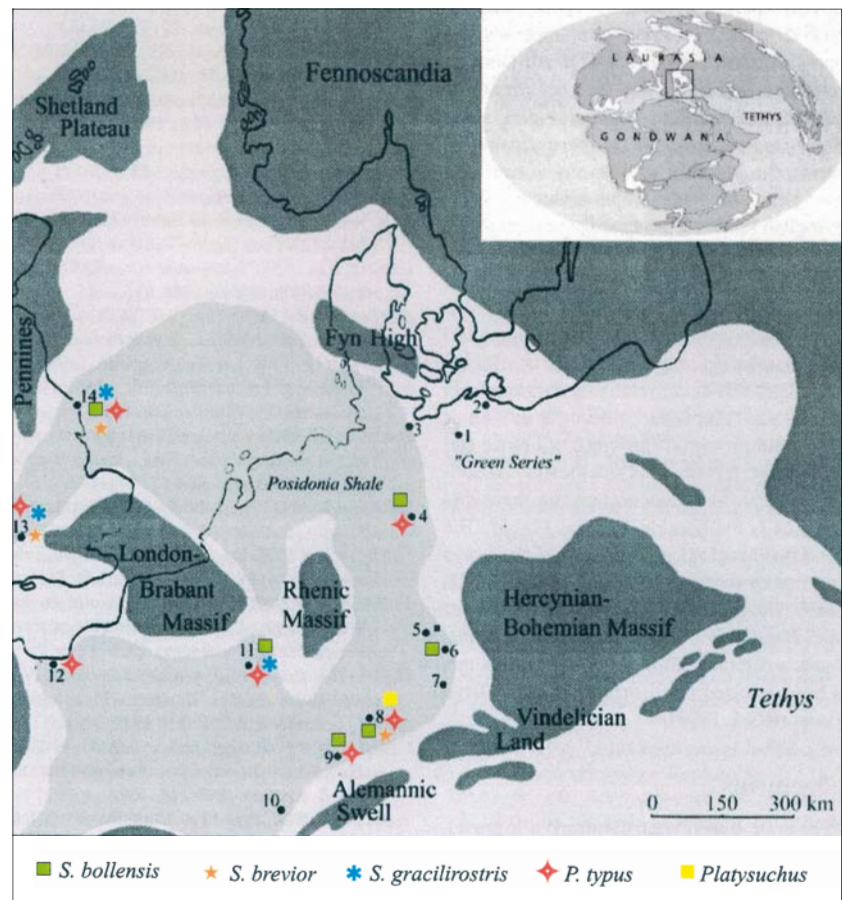 Fennoscandia
Shetland
Plateau
LAURASIA
TETHYS
GONDWANA
Pennines
Fyn High
14
2
3
1
"Green Series"
Posidonia Shale
4
13
London-
Brabant
Massif
Rhenic
Massif
Hercynian-
Bohemian Massif
5
6
11
12
7
Tethys
8
Vindelician
Land
9
Alemannic
Swell
10
0 150 300 km
S. bollensis S. brevior S. gracilirostris P. typus Platysuchus